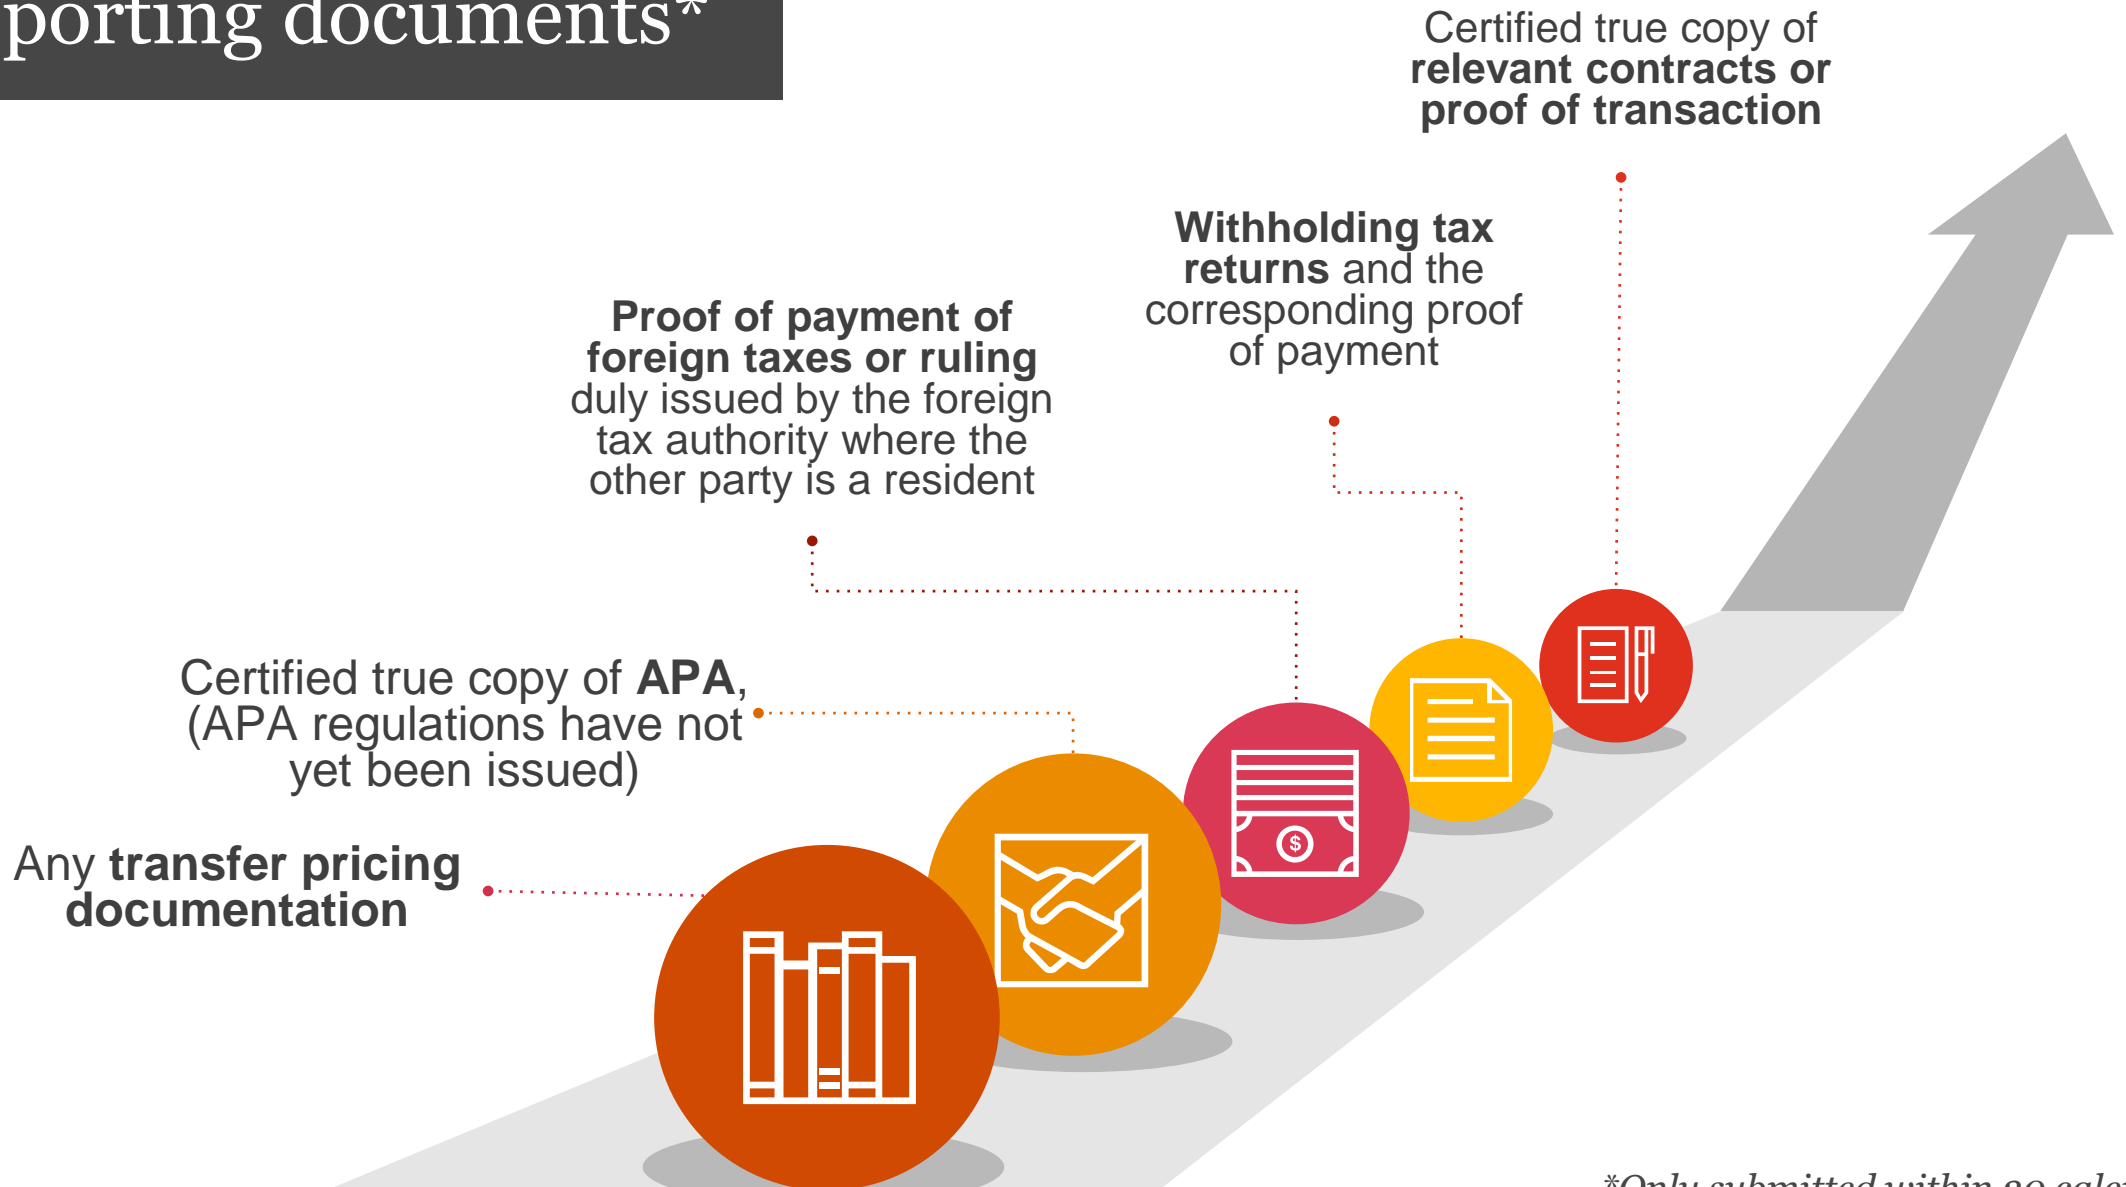 porting documents*
Certified true copy of
relevant contracts or
proof of transaction
Withholding tax
returns and the
corresponding proof
of payment
Proof of payment of
foreign taxes or ruling
duly issued by the foreign
tax authority where the
other party is a resident
Certified true copy of APA,
(APA regulations have not
yet been issued)
Any transfer pricing
documentation
$
*Only submitted within